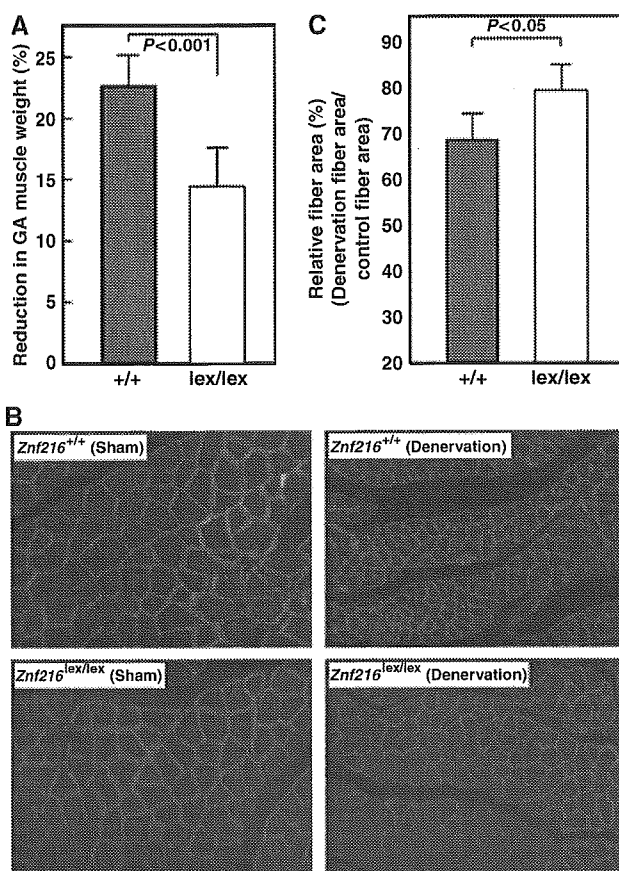 A
Reduction in GA muscle weight (%)
25
20
15
10
5
0
P<0.001
+/+
lex/lex
C
Relative fiber area (%)
(Denervation fiber area/
control fiber area)
90
80
70
60
50
40
30
20
P<0.05
+/+
lex/lex
B
Znf216+/+ (Sham)
Znf216+/+ (Denervation)
Znf216lex/lex (Sham)
Znf216lex/lex (Denervation)